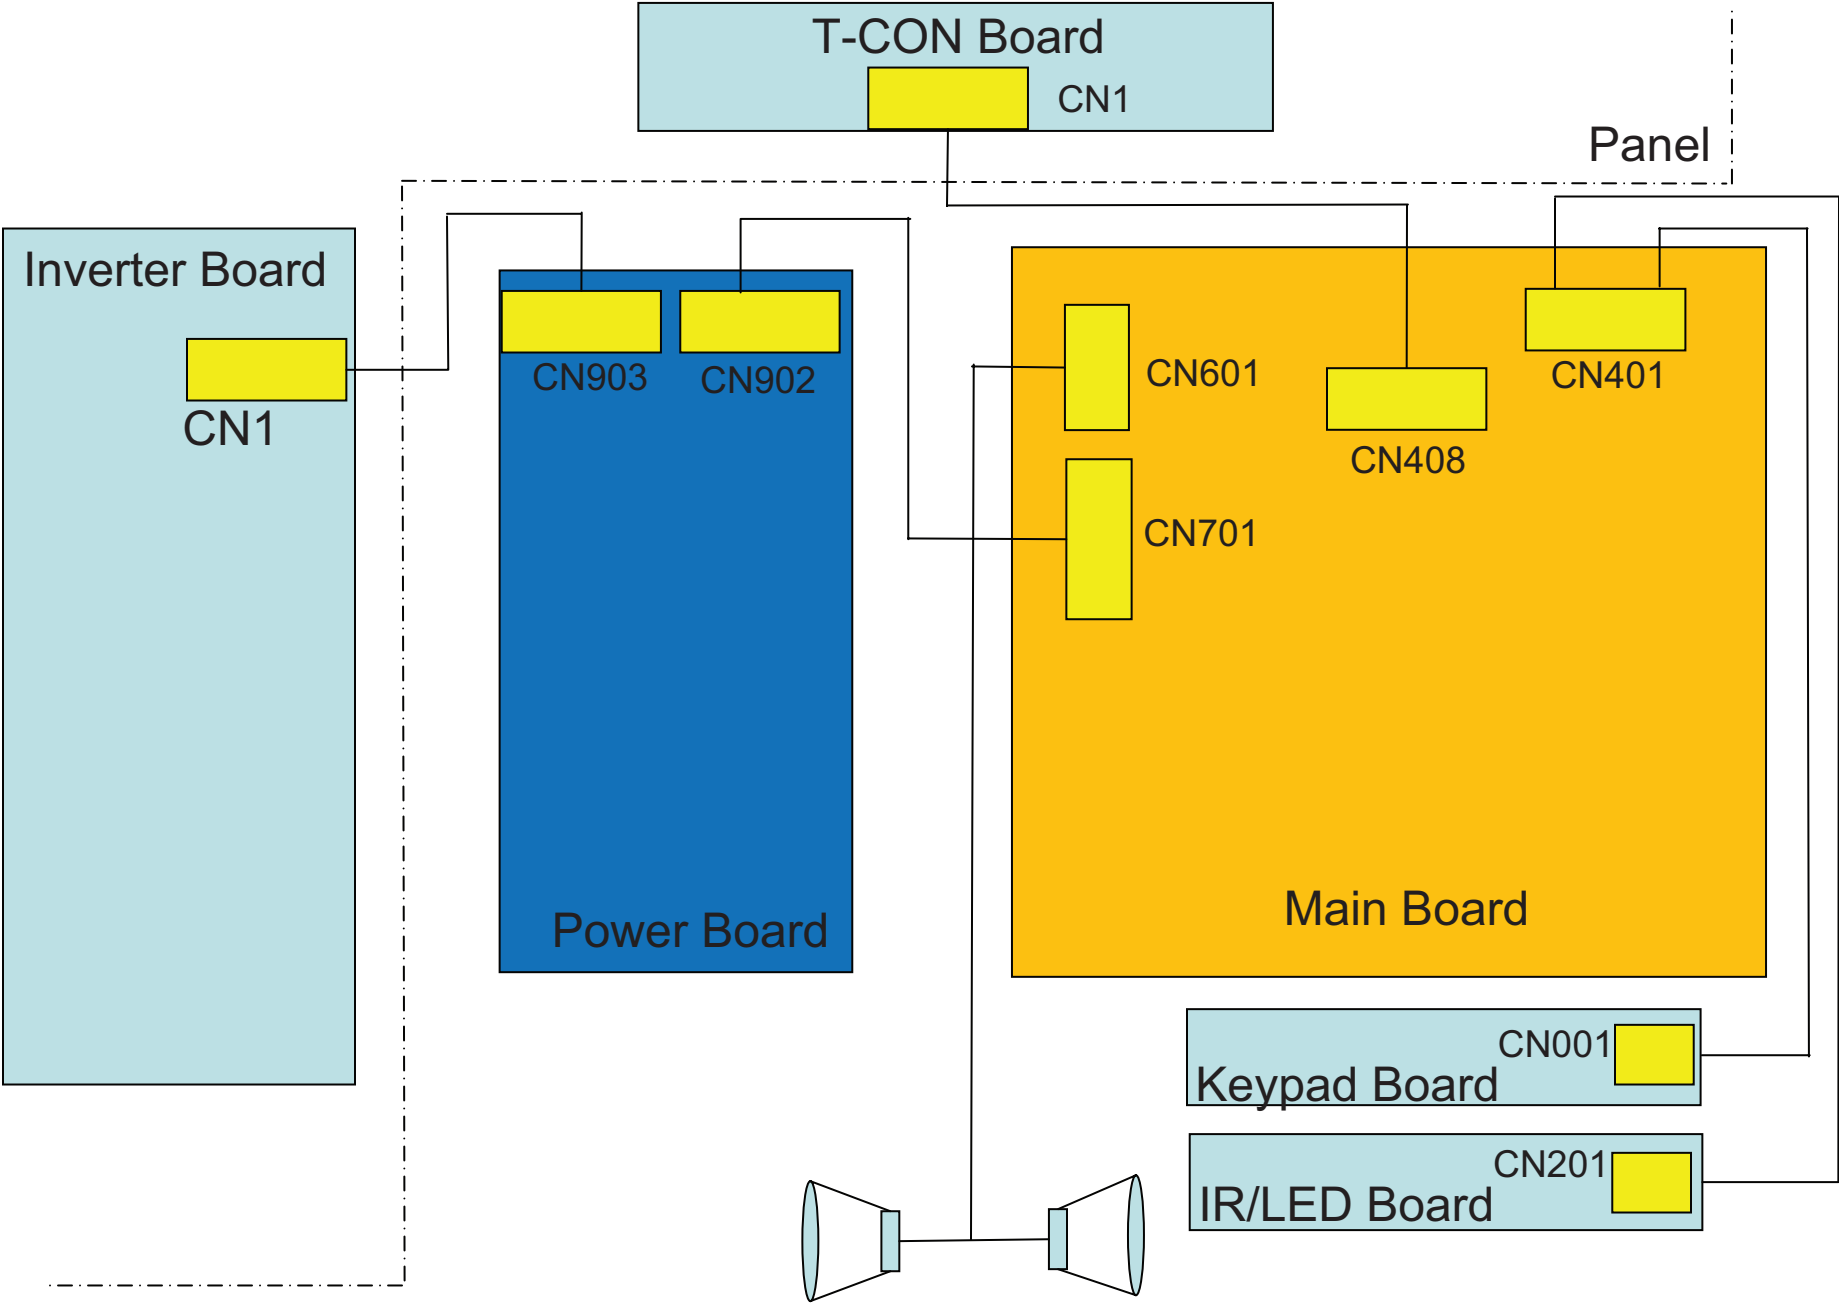 T-CON Board
CN1
Panel
Inverter Board
CN1
CN903
CN902
Power Board
CN601
CN401
CN408
CN701
Main Board
CN001
Keypad Board
CN201
IR/LED Board